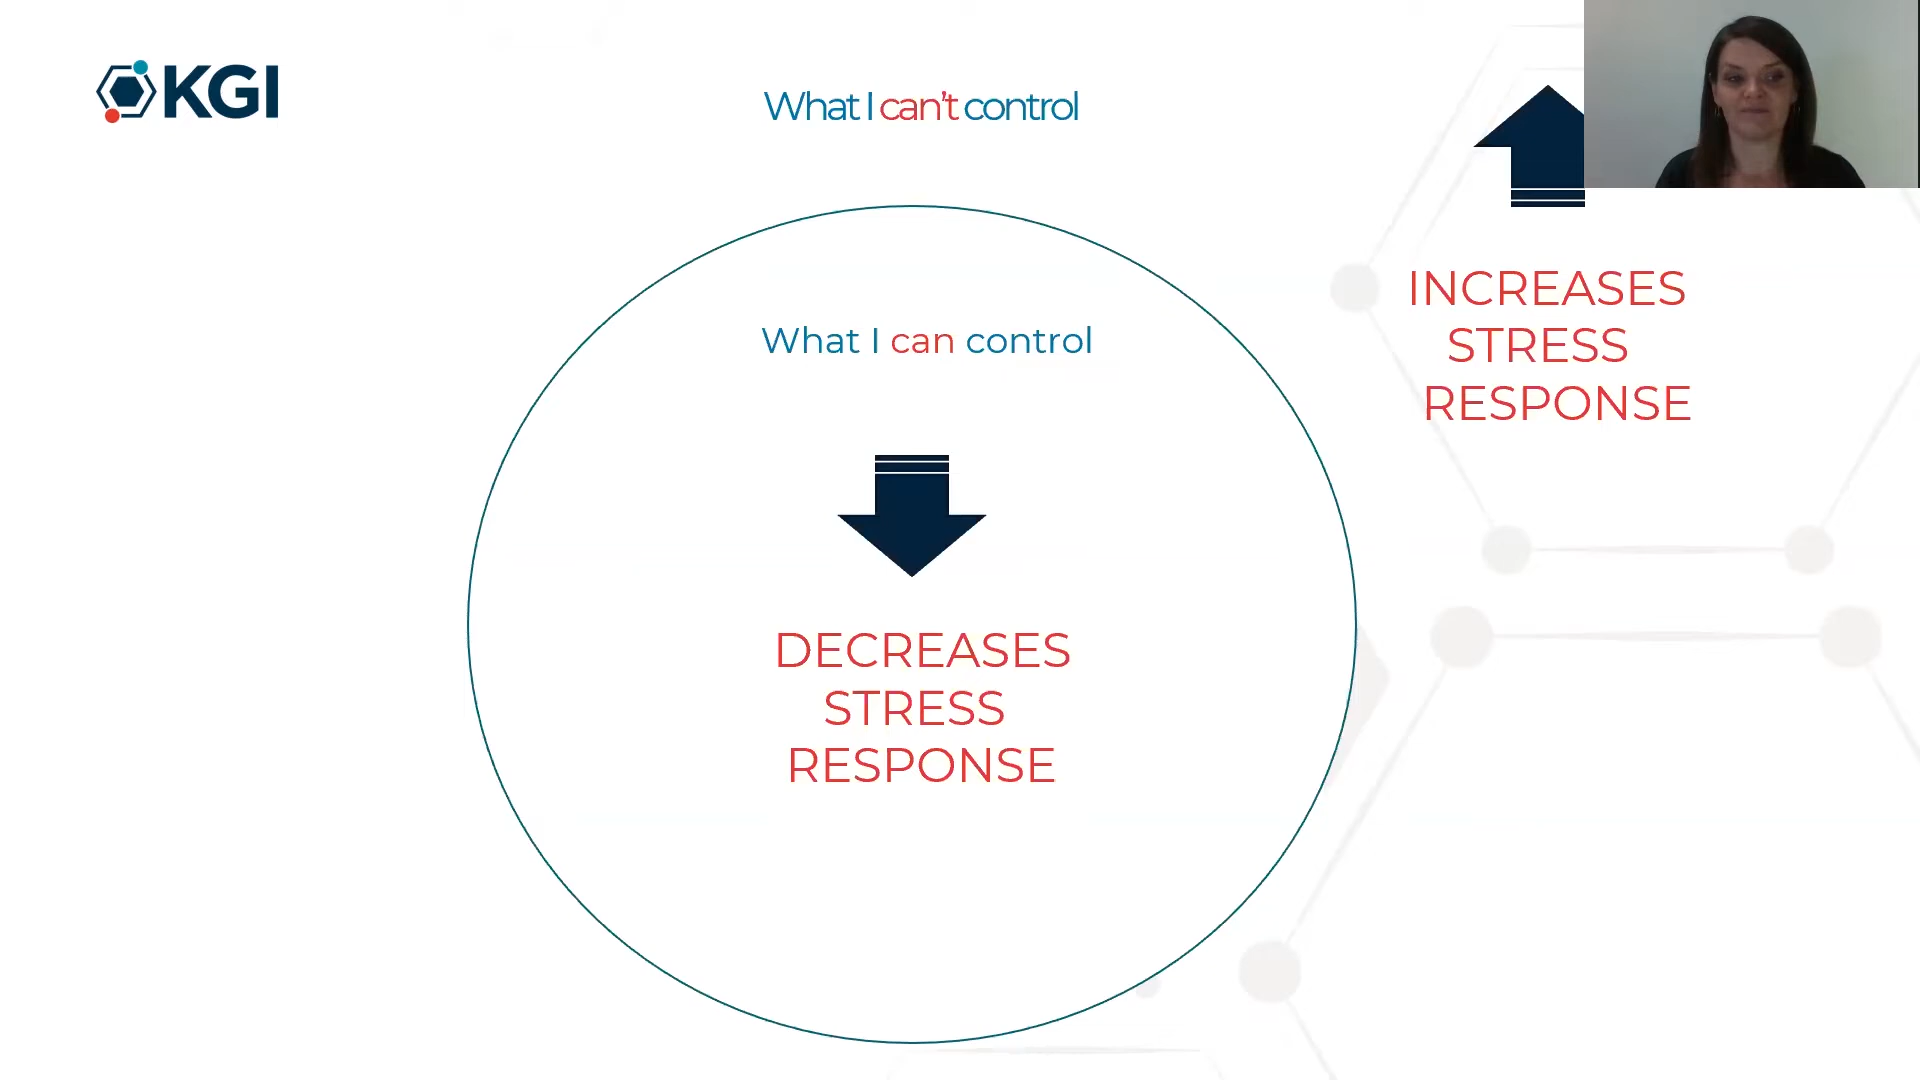 KGI
What I can't control
INCREASES
STRESS
RESPONSE
What I can control
DECREASES
STRESS
RESPONSE